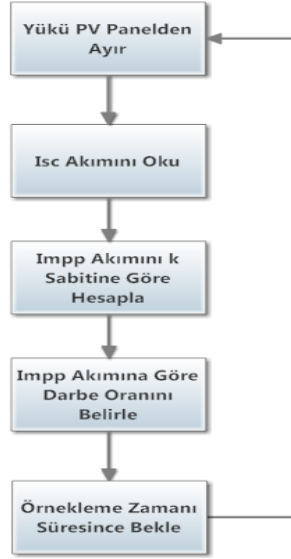 Yükü PV Panelden
Ayır
Isc Akımını Oku
Impp Akımını k
Sabitine Göre
Hesapla
Impp Akımına Göre
Darbe Oranını
Belirle
Örnekleme Zamanı
Süresince Bekle